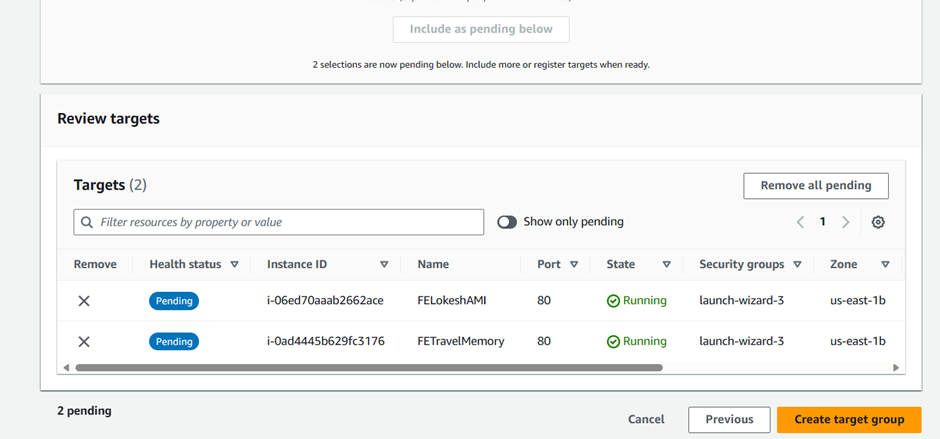 Include as pending below
2 selections are now pending below. Include more or register targets when ready.
Review targets
Targets (2)
Remove all pending
Filter resources by property or value
Show only pending
1
Remove Health status Instance ID Name Port State Security groups Zone
Pending i-06ed70aaab2662ace FELokeshAMI 80 Running launch-wizard-3 us-east-1b
Pending i-0ad4445b629fc3176 FETravelMemory 80 Running launch-wizard-3 us-east-1b
2 pending
Cancel Previous Create target group